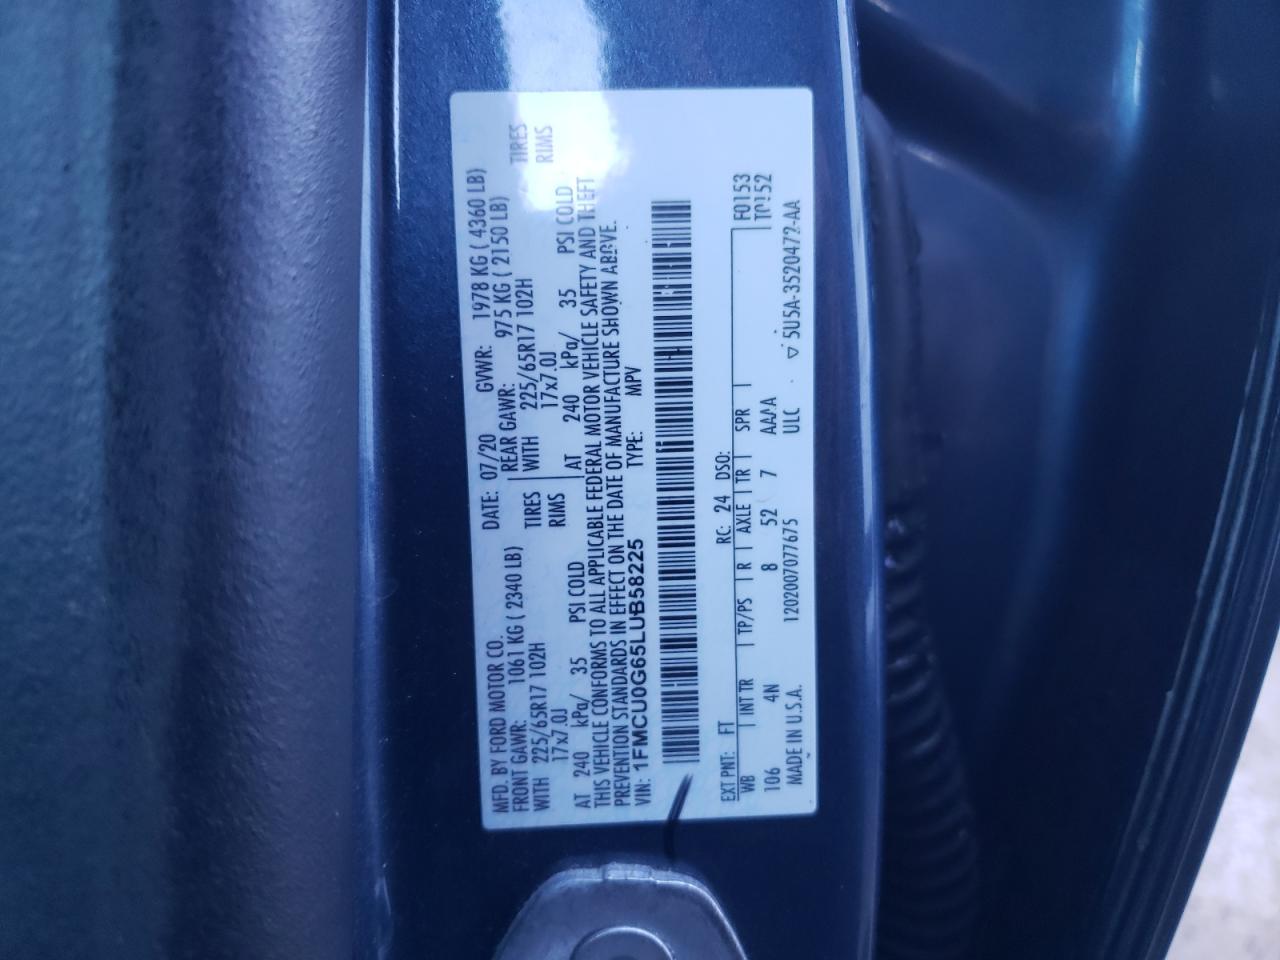 MFD. BY FORD MOTOR CO.
DATE: 07/20 GVWR: 1978 KG ( 4360 LB)
FRONT GAWR: 1061 KG ( 2340 LB) REAR GAWR: 975 KG ( 2150 LB)
WITH 225/65R17 102H TIRES WITH 225/65R17 102H TIRES
17x7.0J RIMS 17x7.0J RIMS
AT 240 kPa/ 35 PSI COLD AT 240 kPa/ 35 PSI COLD
THIS VEHICLE CONFORMS TO ALL APPLICABLE FEDERAL MOTOR VEHICLE SAFETY AND THEFT
PREVENTION STANDARDS IN EFFECT ON THE DATE OF MANUFACTURE SHOWN ABOVE.
VIN: 1FMCU0G65LUB58225 TYPE: MPV
EXT PNT: FT RC: 24 DSO: F0153
WB INT TR TP/PS R AXLE TR SPR T0152
106 4N 8 52 7 AAAA
MADE IN U.S.A. 120200707​7675 ULC ▽ 5U5A-3520472-AA